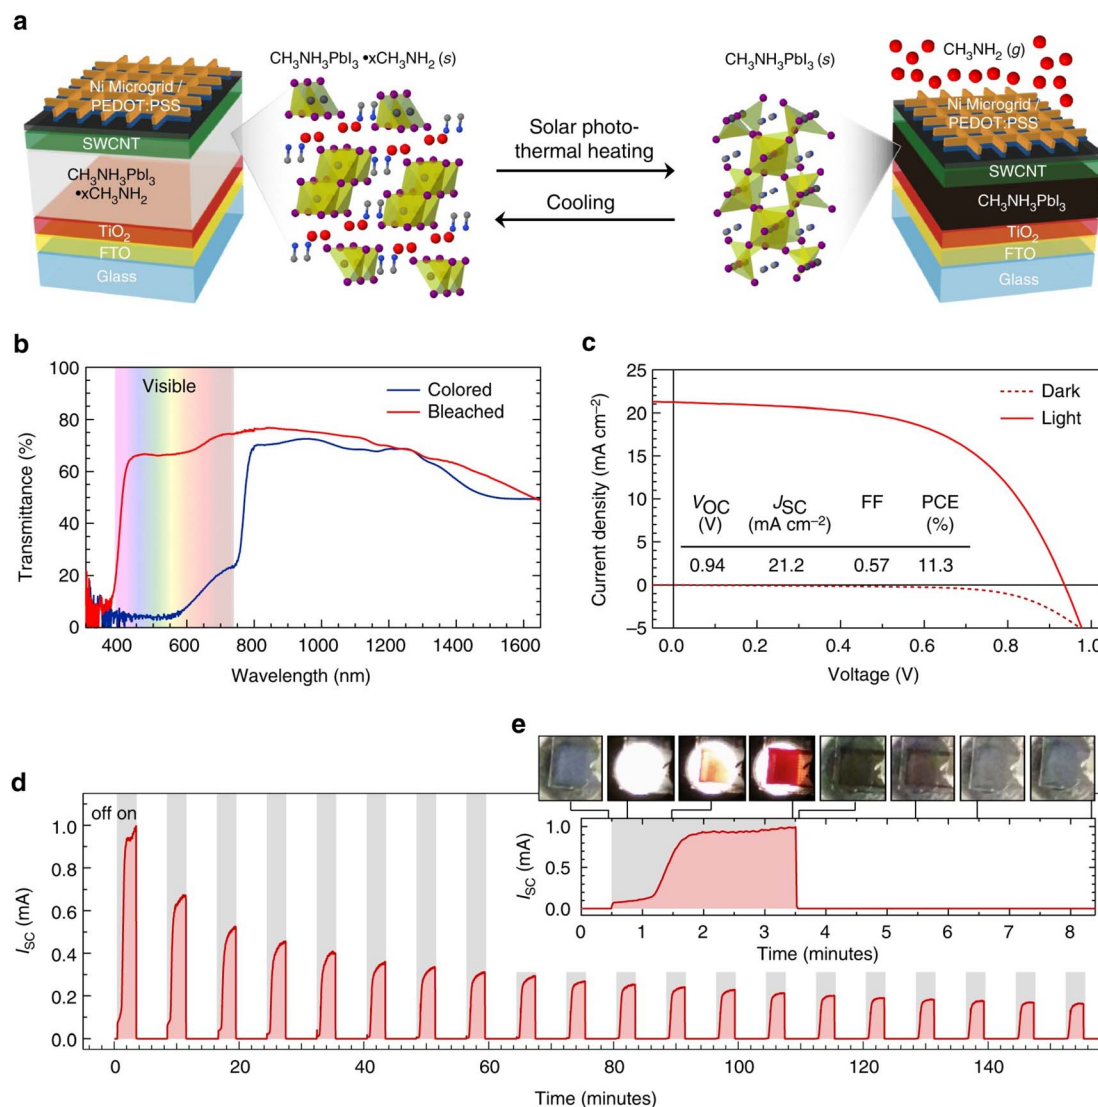 a
CH₃NH₃PbI₃ •xCH₃NH₂ (s)
CH₃NH₃PbI₃ (s)
CH₃NH₂ (g)
Ni Microgrid /
PEDOT:PSS
SWCNT
CH₃NH₃PbI₃
•xCH₃NH₂
TiO₂
FTO
Glass
Solar photo-
thermal heating
Cooling
Ni Microgrid /
PEDOT:PSS
SWCNT
CH₃NH₃PbI₃
TiO₂
FTO
Glass
b
100
80
60
40
20
0
Transmittance (%)
Visible
Colored
Bleached
400 600 800 1000 1200 1400 1600
Wavelength (nm)
c
25
20
15
10
5
0
–5
Current density (mA cm⁻²)
Dark
Light
V_OC J_SC FF PCE
(V) (mA cm⁻²) (%)
0.94 21.2 0.57 11.3
0.0 0.2 0.4 0.6 0.8 1.0
Voltage (V)
d
off on
1.0
0.8
0.6
0.4
0.2
0.0
I_SC (mA)
0 20 40 60 80 100 120 140
Time (minutes)
e
1.0
0.5
0.0
I_SC (mA)
0 1 2 3 4 5 6 7 8
Time (minutes)